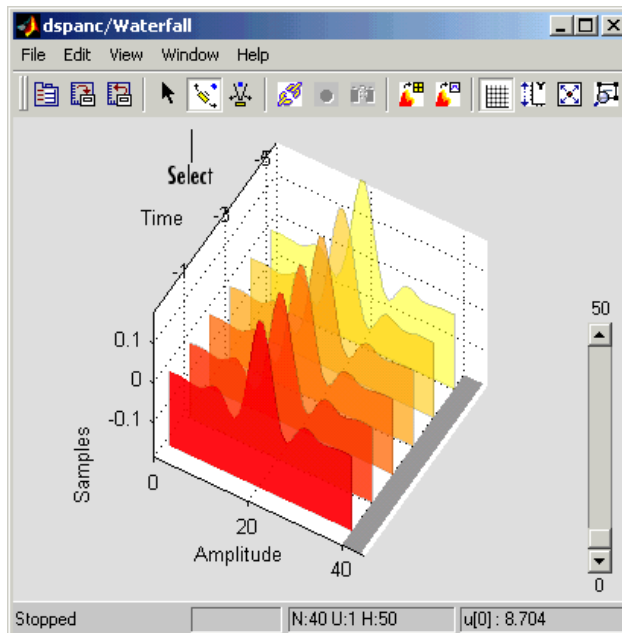 dspanc/Waterfall
File Edit View Window Help
Select
-5
Time
-3
-1
0.1
0
-0.1
Samples
0
20
40
Amplitude
50
0
Stopped
N:40 U:1 H:50
u[0] : 8.704